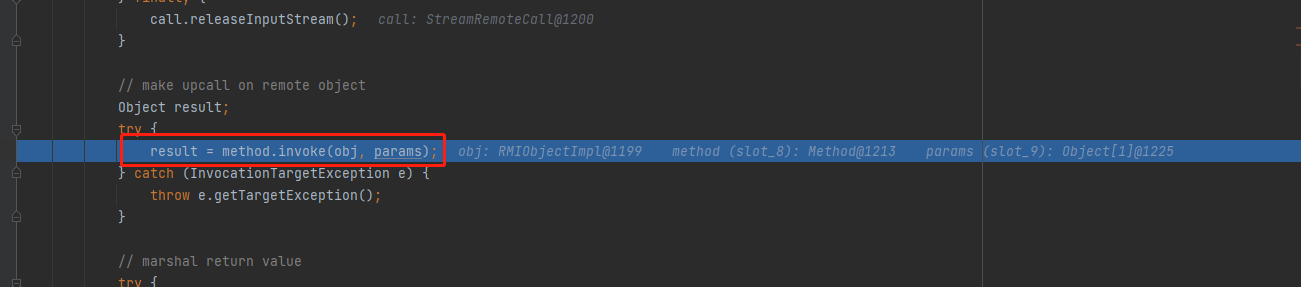 } finally {
call.releaseInputStream();   call: StreamRemoteCall@1200
}
// make upcall on remote object
Object result;
try {
result = method.invoke(obj, params);   obj: RMIObjectImpl@1199   method (slot_8): Method@1213   params (slot_9): Object[1]@1225
} catch (InvocationTargetException e) {
throw e.getTargetException();
}
// marshal return value
try {